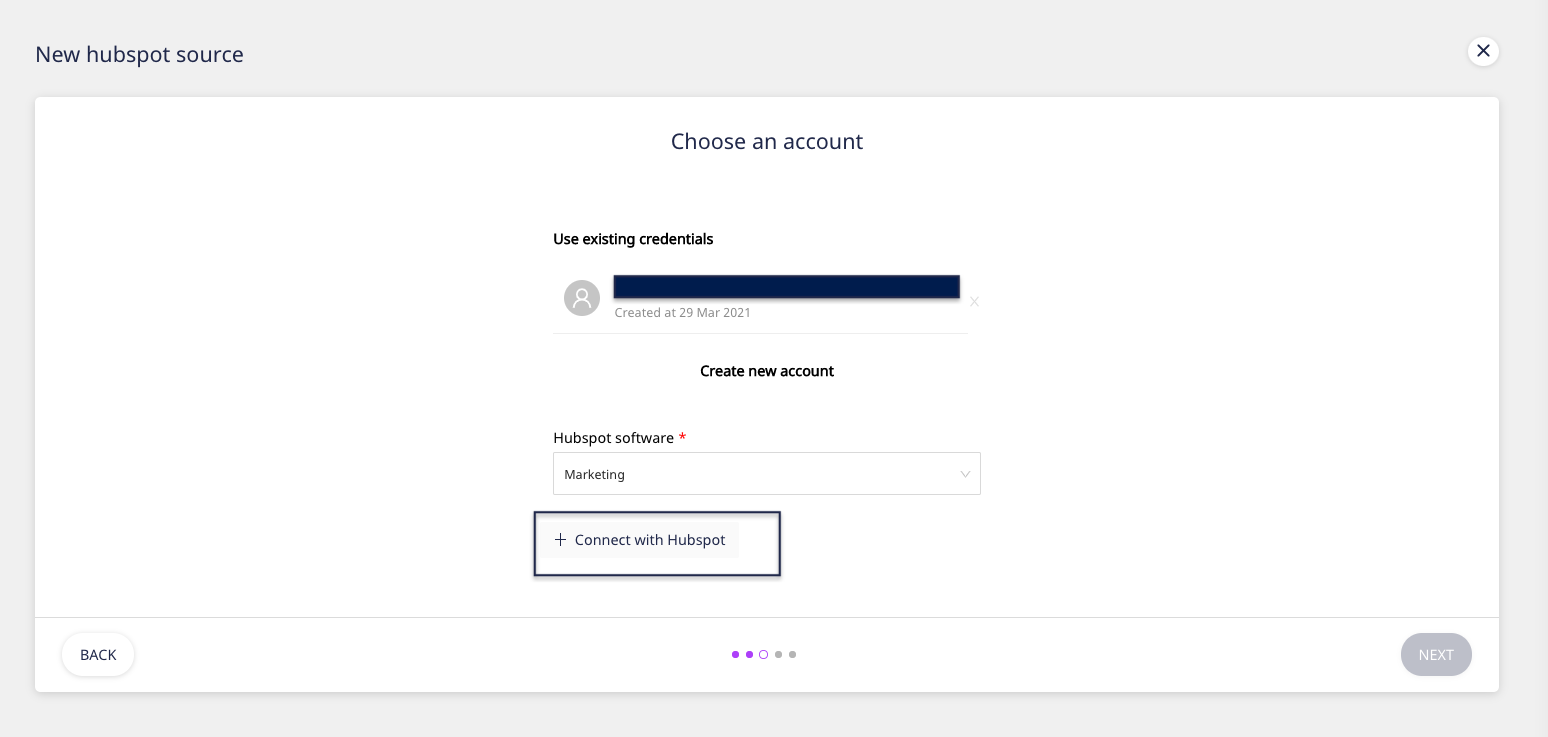 New hubspot source
Choose an account
Use existing credentials
Created at 29 Mar 2021
Create new account
Hubspot software *
Marketing
Connect with Hubspot
BACK
NEXT